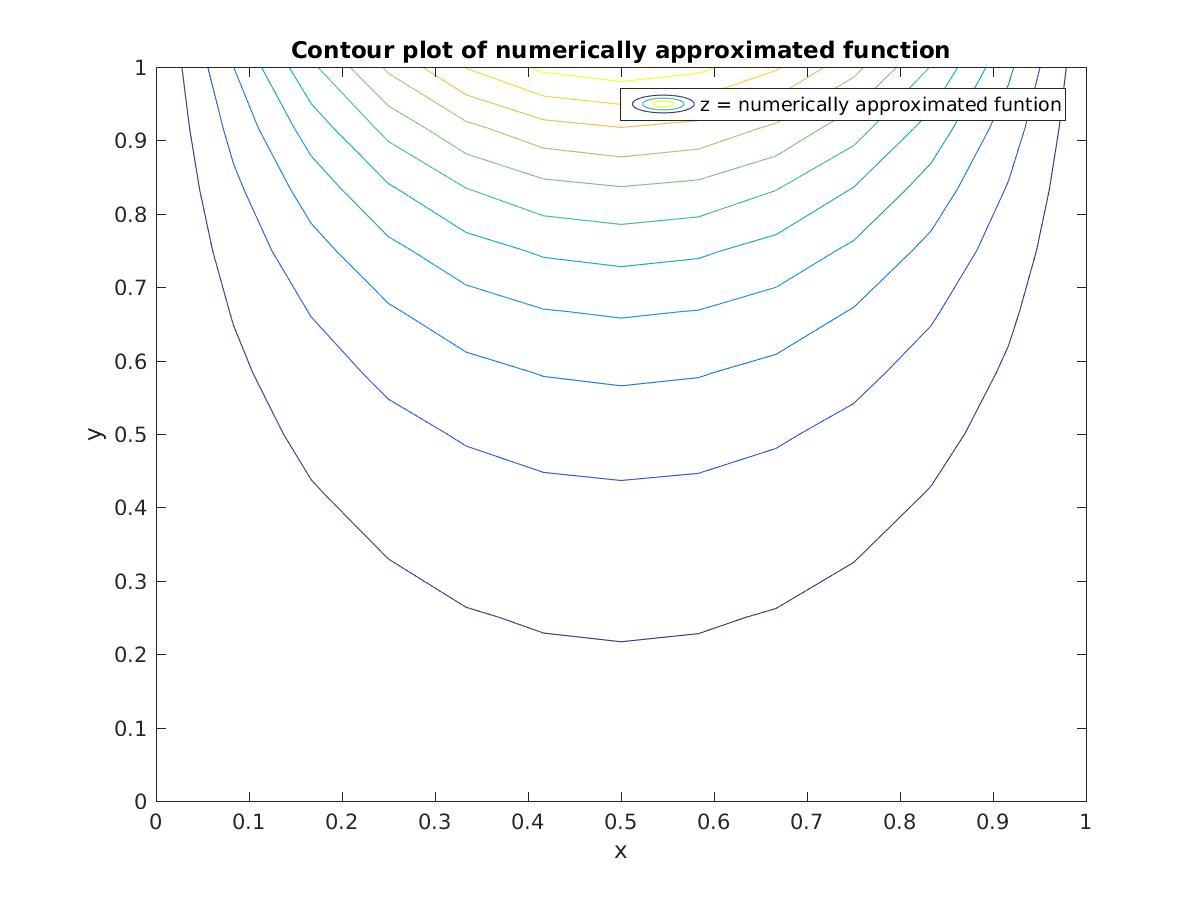 Contour plot of numerically approximated function
z = numerically approximated funtion
1
0.9
0.8
0.7
0.6
0.5
0.4
0.3
0.2
0.1
0
y
0 0.1 0.2 0.3 0.4 0.5 0.6 0.7 0.8 0.9 1
x